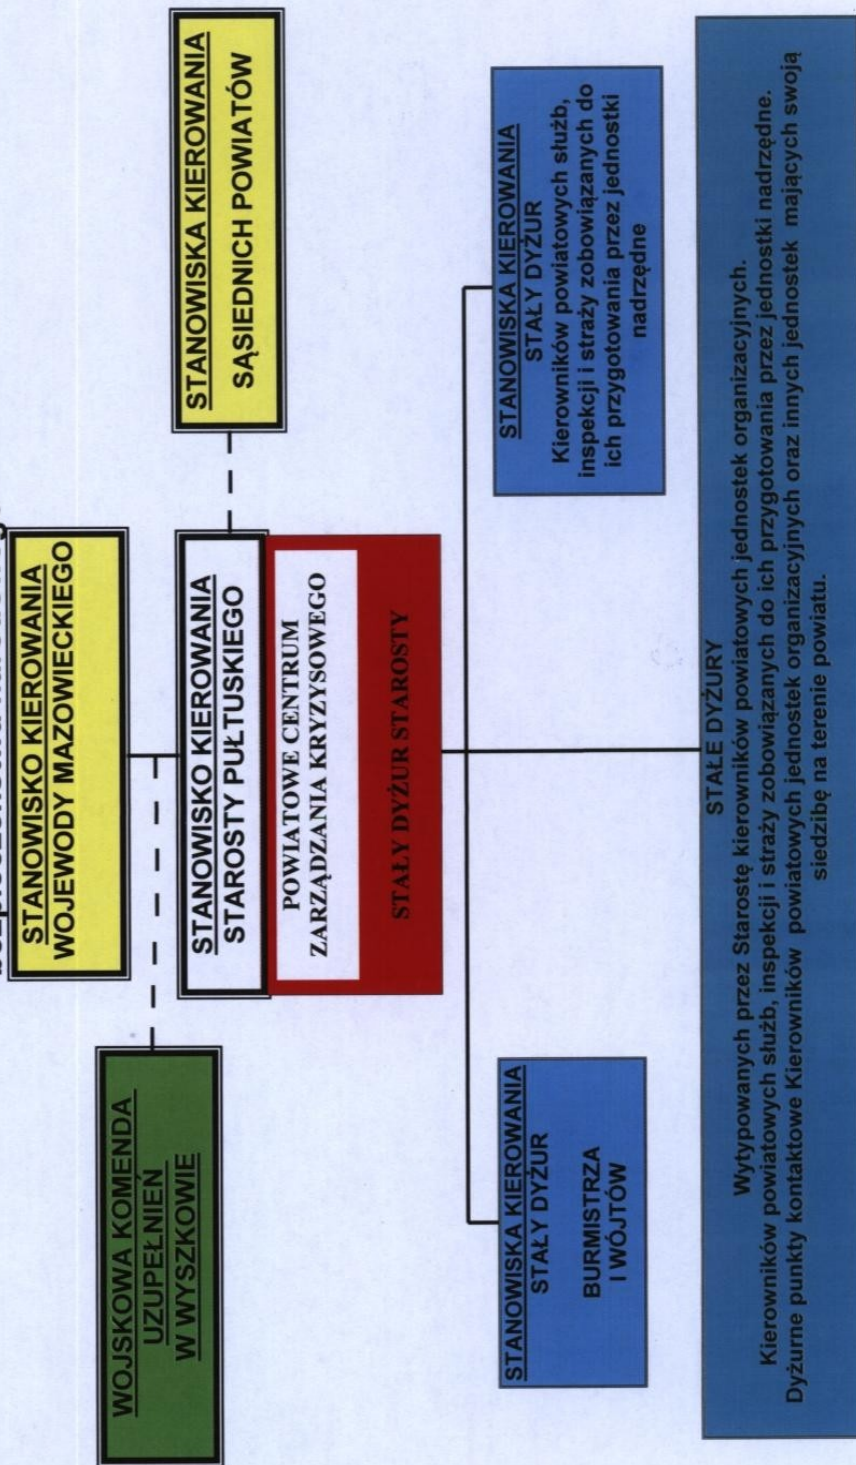 STANOWISKO KIEROWANIA
WOJEWODY MAZOWIECKIEGO
WOJSKOWA KOMENDA
UZUPEŁNIEŃ
W WYSZKOWIE
STANOWISKO KIEROWANIA
STAROSTY PUŁTUSKIEGO
STANOWISKA KIEROWANIA
SĄSIEDNICH POWIATÓW
POWIATOWE CENTRUM
ZARZĄDZANIA KRYZYSOWEGO
STAŁY DYŻUR STAROSTY
STANOWISKA KIEROWANIA
STAŁY DYŻUR
BURMISTRZA
I WÓJTÓW
STANOWISKA KIEROWANIA
STAŁY DYŻUR
Kierowników powiatowych służb,
inspekcji i straży zobowiązanych do
ich przygotowania przez jednostki
nadrzędne
STAŁE DYŻURY
Wytypowanych przez Starostę kierowników powiatowych jednostek organizacyjnych.
Kierowników powiatowych służb, inspekcji i straży zobowiązanych do ich przygotowania przez jednostki nadrzędne.
Dyżurne punkty kontaktowe Kierowników powiatowych jednostek organizacyjnych oraz innych jednostek mających swoją
siedzibę na terenie powiatu.